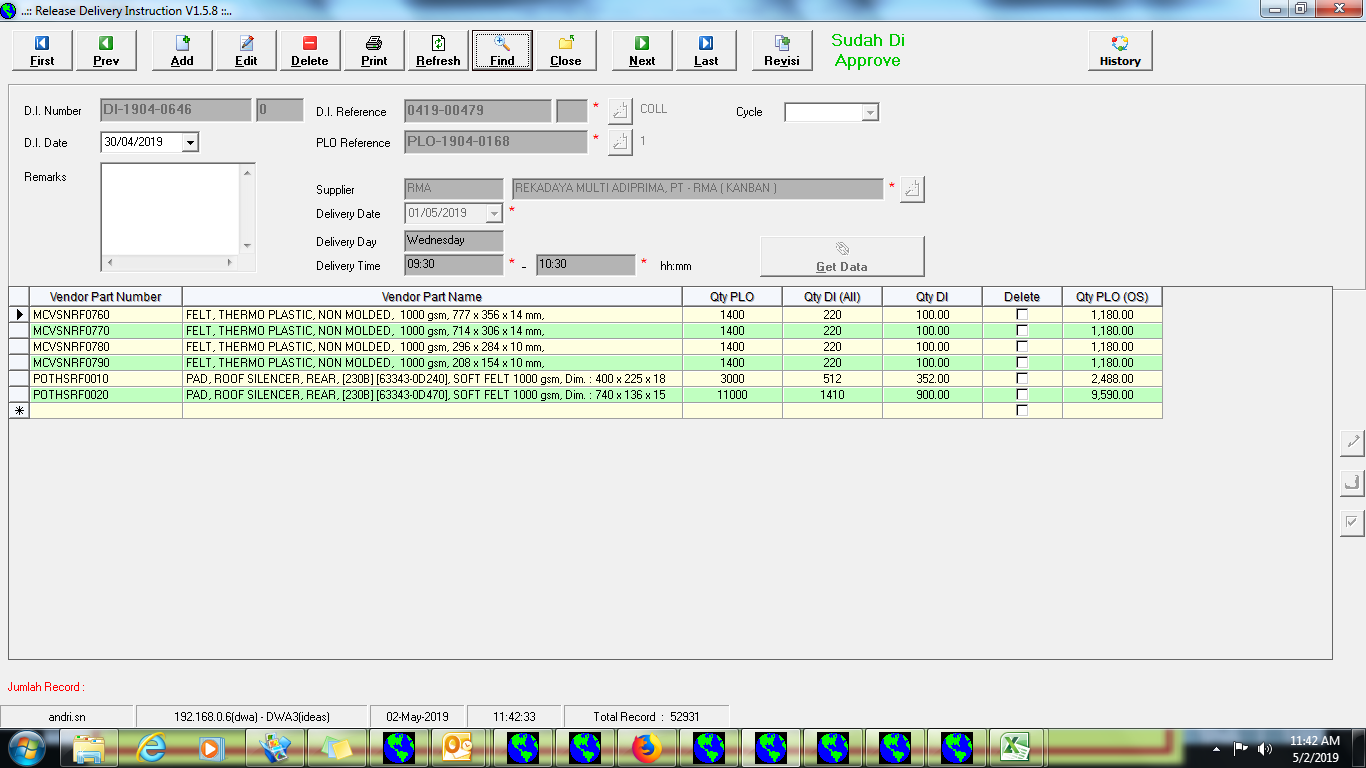 ..:: Release Delivery Instruction V1.5.8 ::..
First Prev Add Edit Delete Print Refresh Find Close Next Last Revisi Sudah Di Approve History
D.I. Number DI-1904-0646 0 D.I. Reference 0419-00479 * COLL Cycle
D.I. Date 30/04/2019 PLO Reference PLO-1904-0168 * 1
Remarks
Supplier RMA REKADAYA MULTI ADIPRIMA, PT - RMA ( KANBAN ) *
Delivery Date 01/05/2019 *
Delivery Day Wednesday
Delivery Time 09:30 * - 10:30 * hh:mm Get Data
Vendor Part Number Vendor Part Name Qty PLO Qty DI (All) Qty DI Delete Qty PLO (OS)
MCVSNRF0760 FELT, THERMO PLASTIC, NON MOLDED, 1000 gsm, 777 x 356 x 14 mm, 1400 220 100.00 1,180.00
MCVSNRF0770 FELT, THERMO PLASTIC, NON MOLDED, 1000 gsm, 714 x 306 x 14 mm, 1400 220 100.00 1,180.00
MCVSNRF0780 FELT, THERMO PLASTIC, NON MOLDED, 1000 gsm, 296 x 284 x 10 mm, 1400 220 100.00 1,180.00
MCVSNRF0790 FELT, THERMO PLASTIC, NON MOLDED, 1000 gsm, 208 x 154 x 10 mm, 1400 220 100.00 1,180.00
POTHSRF0010 PAD, ROOF SILENCER, REAR, [230B] [63343-0D240], SOFT FELT 1000 gsm, Dim. : 400 x 225 x 18 3000 512 352.00 2,488.00
POTHSRF0020 PAD, ROOF SILENCER, REAR, [230B] [63343-0D470], SOFT FELT 1000 gsm, Dim. : 740 x 136 x 15 11000 1410 900.00 9,590.00
Jumlah Record :
andri.sn 192.168.0.6(dwa) - DWA3(ideas) 02-May-2019 11:42:33 Total Record : 52931
11:42 AM
5/2/2019